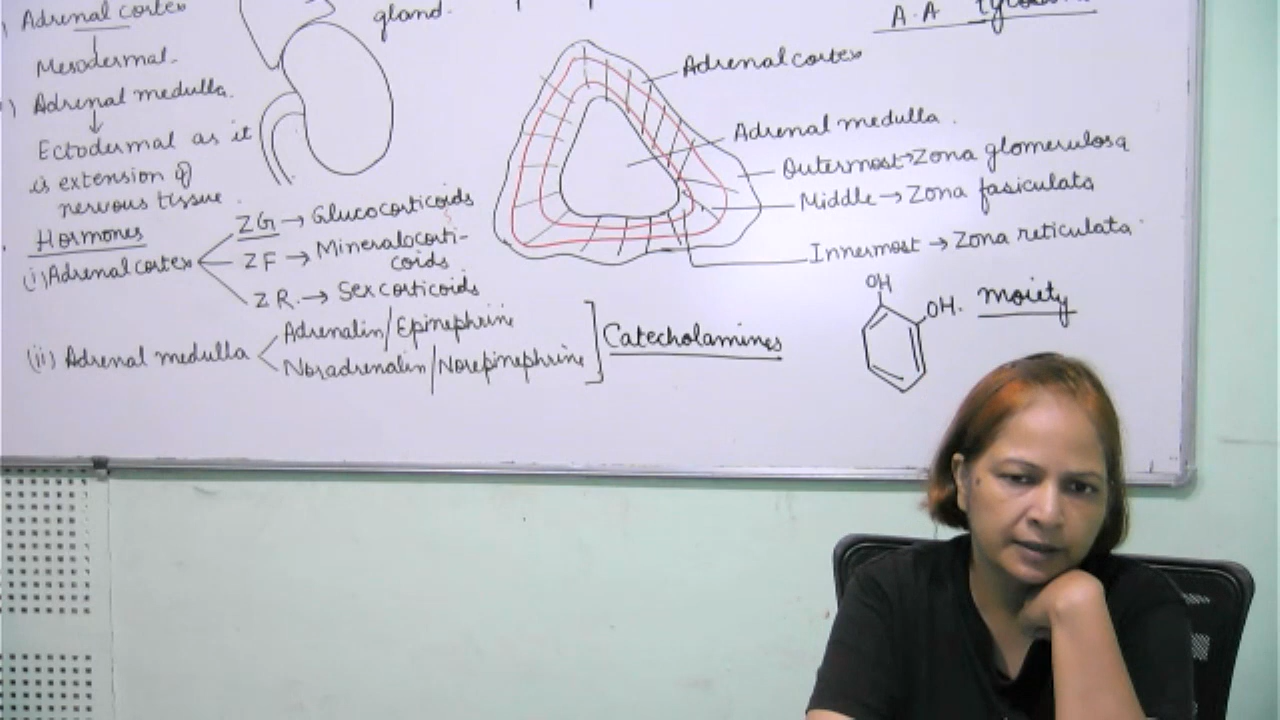 Adrenal cortex
Mesodermal.
Adrenal medulla.
Ectodermal as it
is extension of
nervous tissue.
Hormones
(i) Adrenal cortex
ZG → Glucocorticoids
ZF → Mineralocorti-
coids
ZR. → Sexcorticoids
(ii) Adrenal medulla
Adrenalin/Epinephrine
Noradrenalin/Norepinephrine
Catecholamines
gland.
Adrenal cortex
Adrenal medulla.
Outermost → Zona glomerulosa
Middle → Zona fasiculata
Innermost → Zona reticulata.
A.A
OH
OH.
moiety